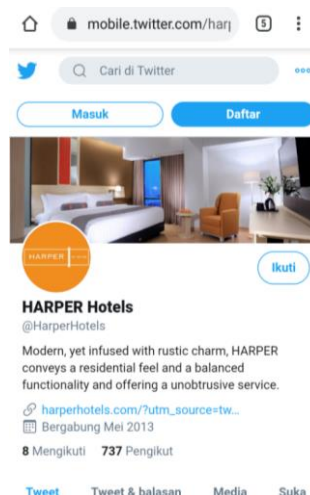 mobile.twitter.com/har
5
Cari di Twitter
Masuk
Daftar
HARPER
Ikuti
HARPER Hotels
@HarperHotels
Modern, yet infused with rustic charm, HARPER
conveys a residential feel and a balanced
functionality and offering a unobtrusive service.
harperhotels.com/?utm_source=tw...
Bergabung Mei 2013
8 Mengikuti 737 Pengikut
Tweet Tweet & balasan Media Suka